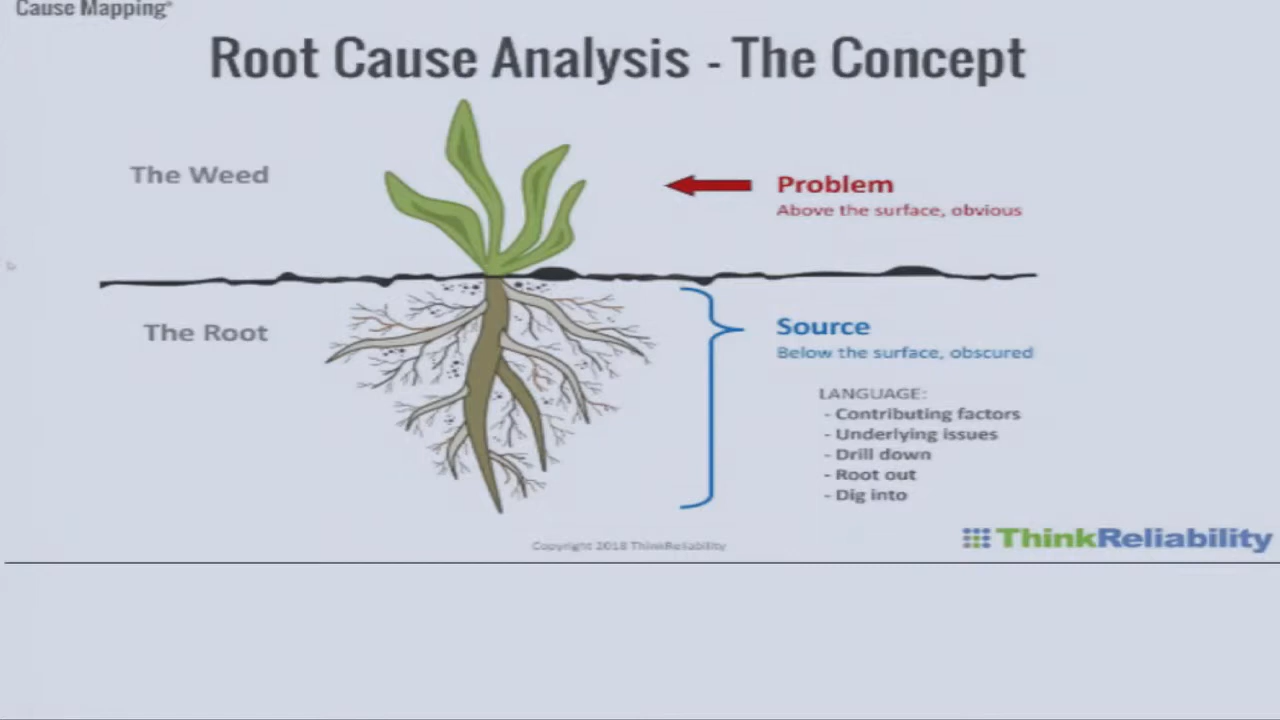 Cause Mapping®
Root Cause Analysis - The Concept
The Weed
Problem
Above the surface, obvious
The Root
Source
Below the surface, obscured
LANGUAGE:
- Contributing factors
- Underlying issues
- Drill down
- Root out
- Dig into
Copyright 2018 ThinkReliability
ThinkReliability